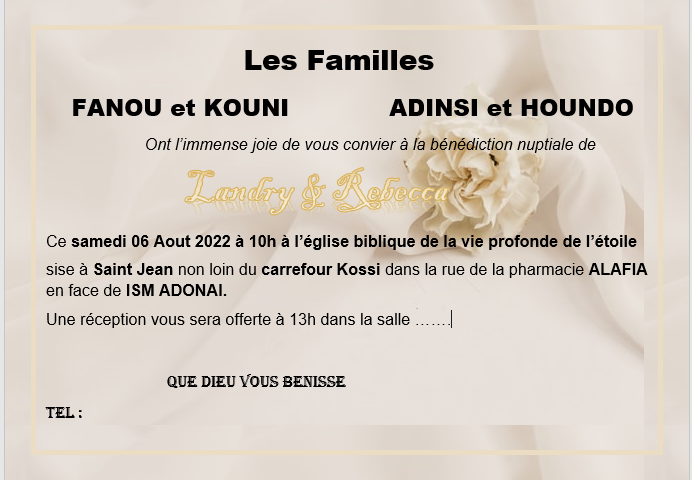 Les Familles
FANOU et KOUNI ADINSI et HOUNDO
Ont l’immense joie de vous convier à la bénédiction nuptiale de
Landry & Rebecca
Ce samedi 06 Aout 2022 à 10h à l’église biblique de la vie profonde de l’étoile
sise à Saint Jean non loin du carrefour Kossi dans la rue de la pharmacie ALAFIA
en face de ISM ADONAI.
Une réception vous sera offerte à 13h dans la salle …….
QUE DIEU VOUS BENISSE
TEL :